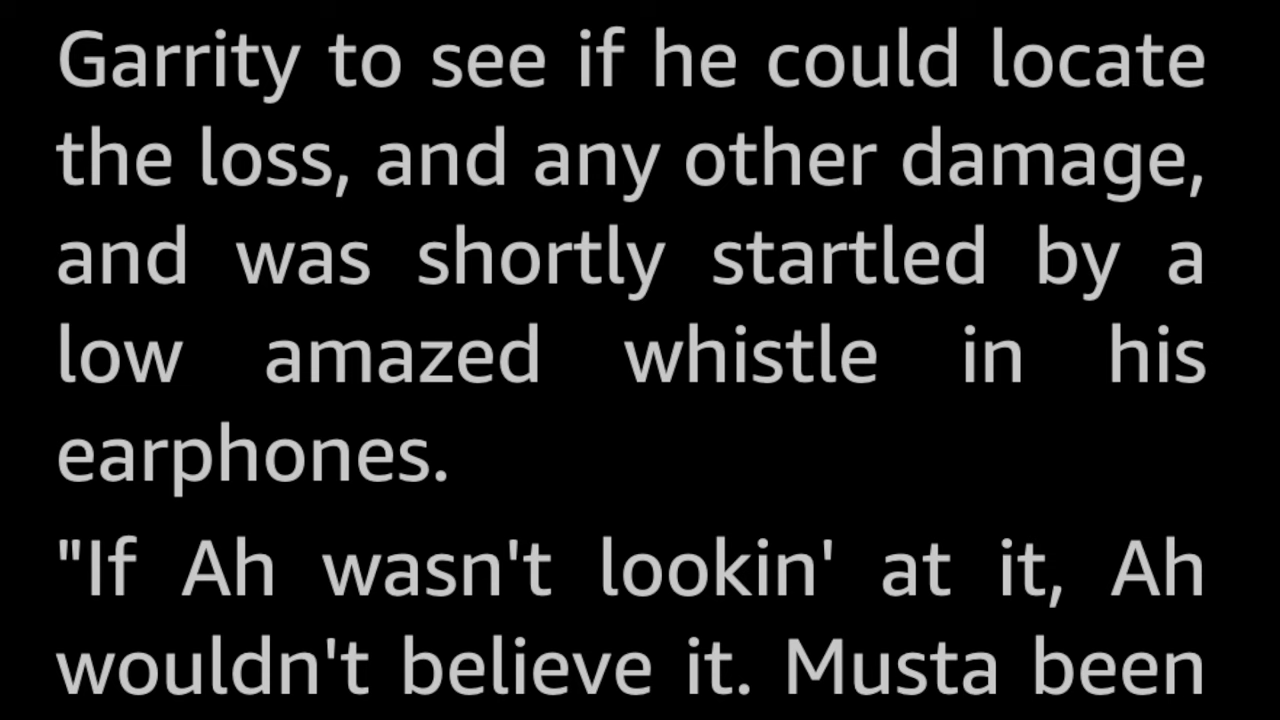 Garrity to see if he could locate
the loss, and any other damage,
and was shortly startled by a
low amazed whistle in his
earphones.
"If Ah wasn't lookin' at it, Ah
wouldn't believe it. Musta been